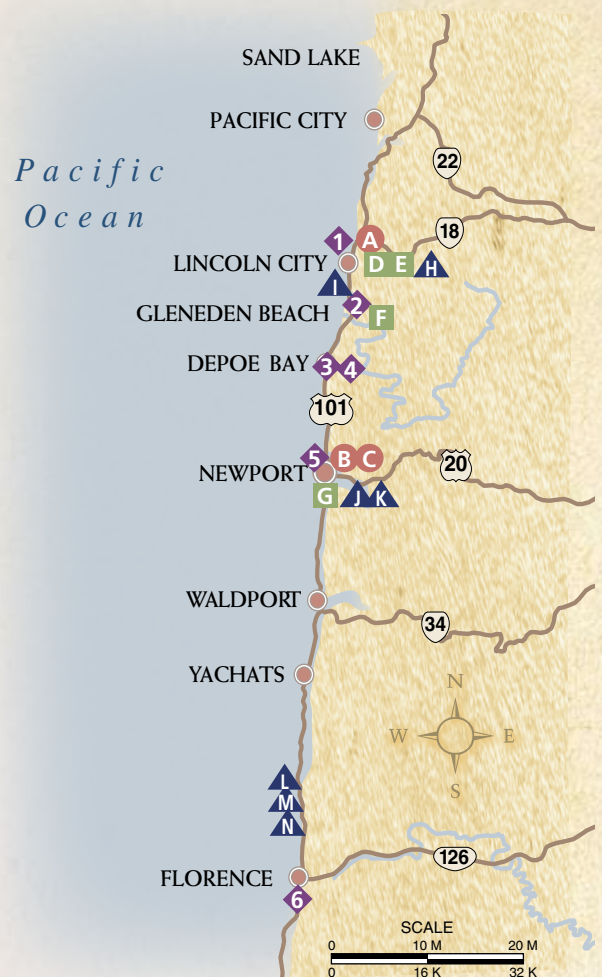 SAND LAKE
PACIFIC CITY
Pacific
Ocean
22
18
1 A
LINCOLN CITY
D E H
I
GLENEDEN BEACH
2
F
DEPOE BAY
3 4
101
5 B C
20
NEWPORT
G J K
WALDPORT
34
YACHATS
N
W E
S
L
M
N
126
FLORENCE
6
SCALE
0 10 M 20 M
0 16 K 32 K